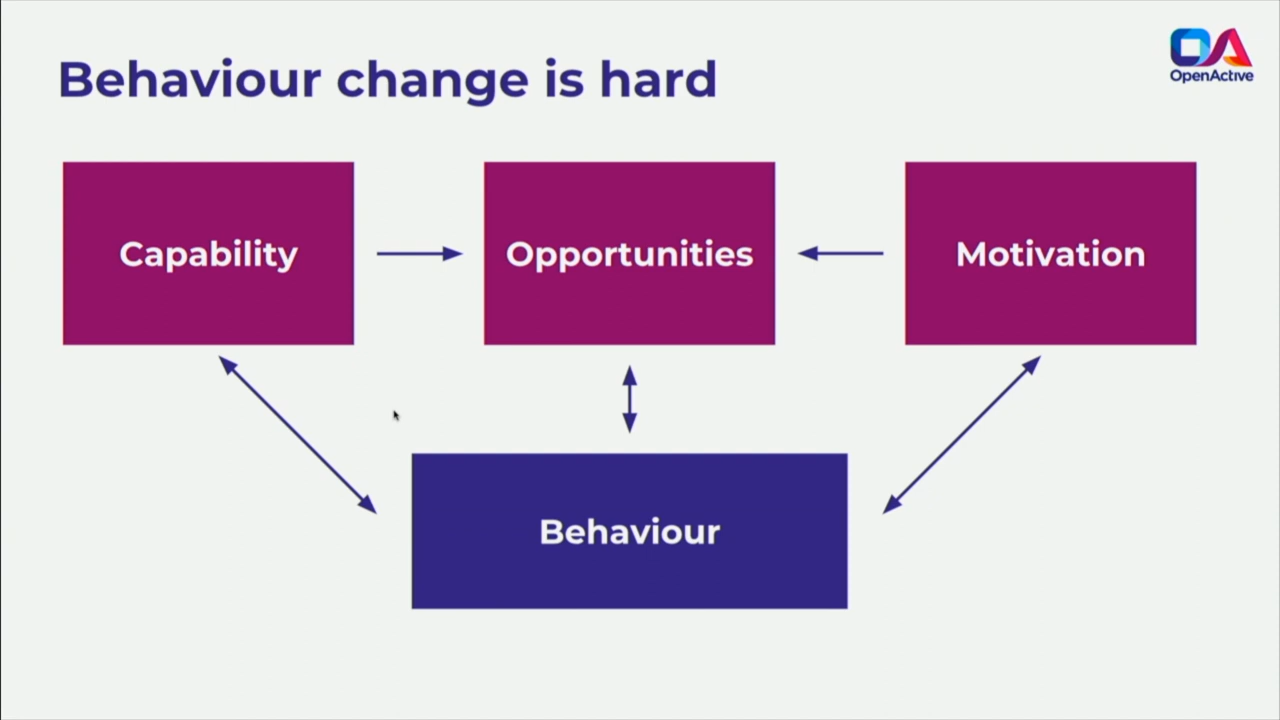 Behaviour change is hard
OpenActive
Capability
Opportunities
Motivation
Behaviour